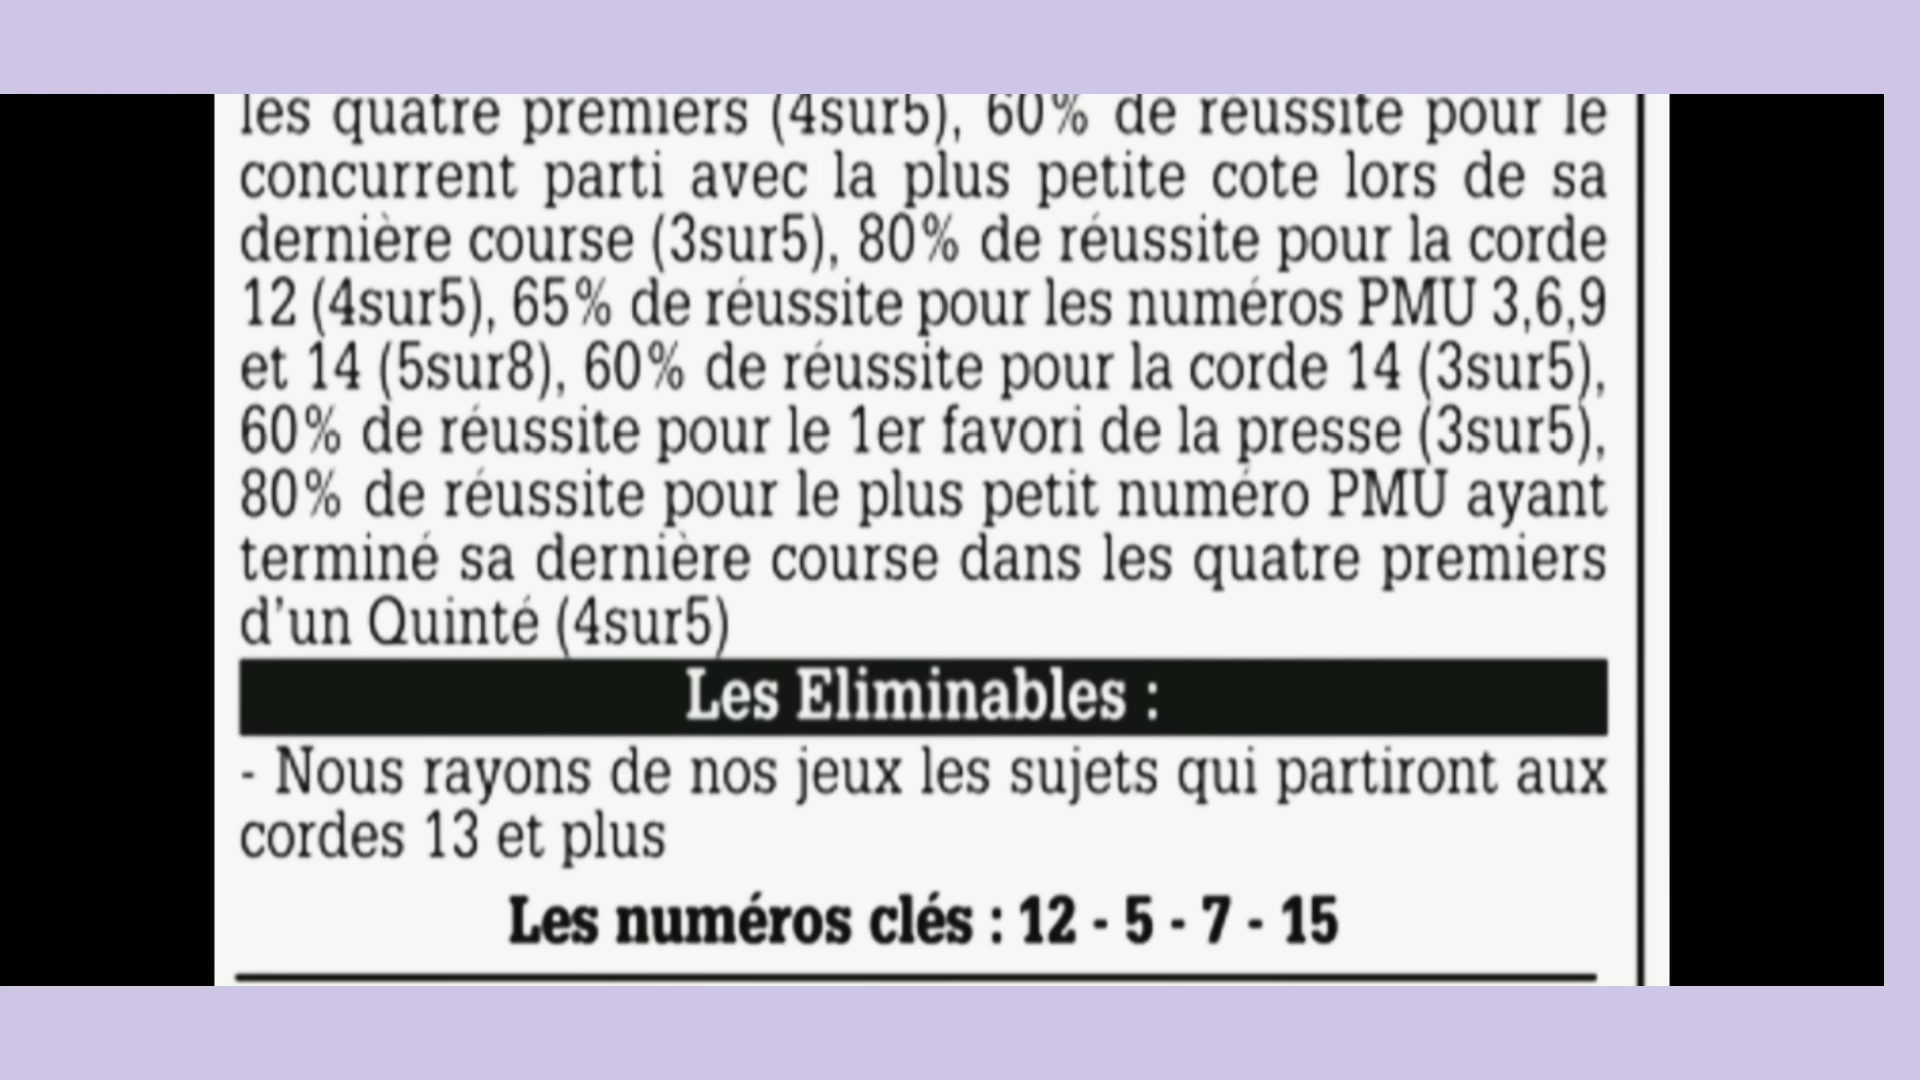 les quatre premiers (4sur5), 60% de réussite pour le
concurrent parti avec la plus petite cote lors de sa
dernière course (3sur5), 80% de réussite pour la corde
12 (4sur5), 65% de réussite pour les numéros PMU 3,6,9
et 14 (5sur8), 60% de réussite pour la corde 14 (3sur5),
60% de réussite pour le 1er favori de la presse (3sur5),
80% de réussite pour le plus petit numéro PMU ayant
terminé sa dernière course dans les quatre premiers
d'un Quinté (4sur5)
Les Eliminables :
- Nous rayons de nos jeux les sujets qui partiront aux
cordes 13 et plus
Les numéros clés : 12 - 5 - 7 - 15